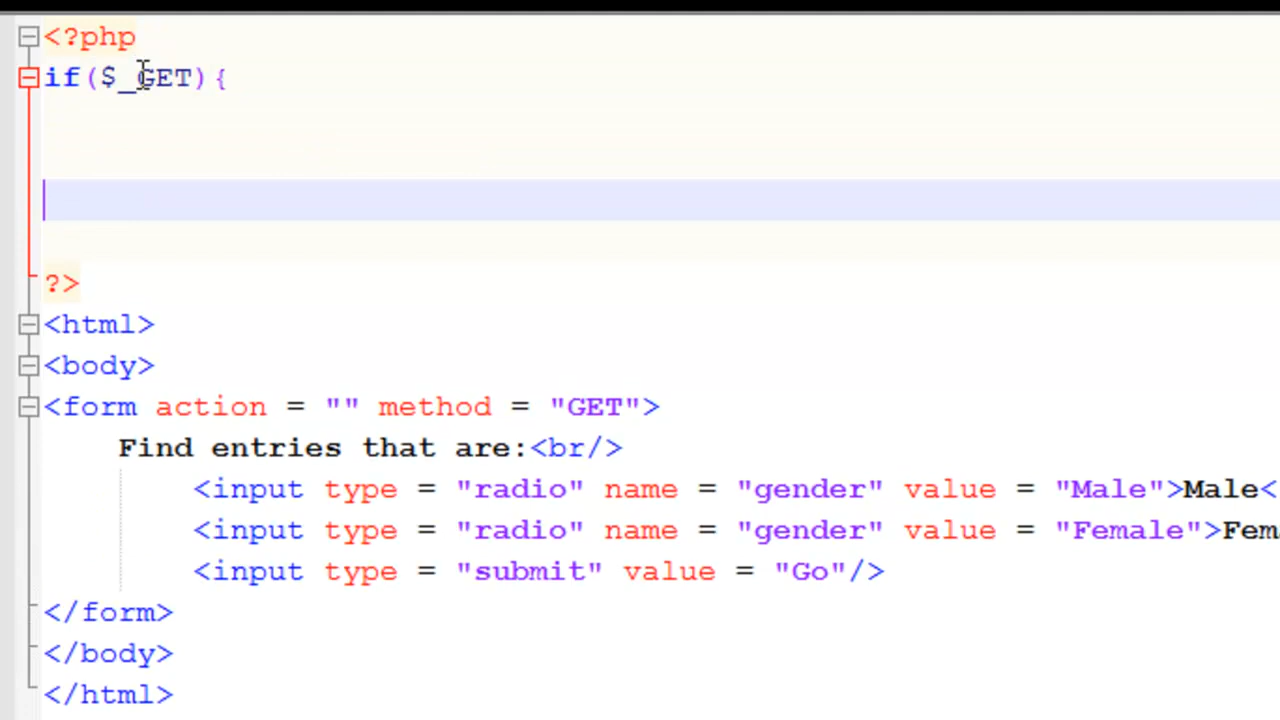 <?php
if($_GET){
?>
<html>
<body>
<form action = "" method = "GET">
Find entries that are:<br/>
<input type = "radio" name = "gender" value = "Male">Male<
<input type = "radio" name = "gender" value = "Female">Fem
<input type = "submit" value = "Go"/>
</form>
</body>
</html>